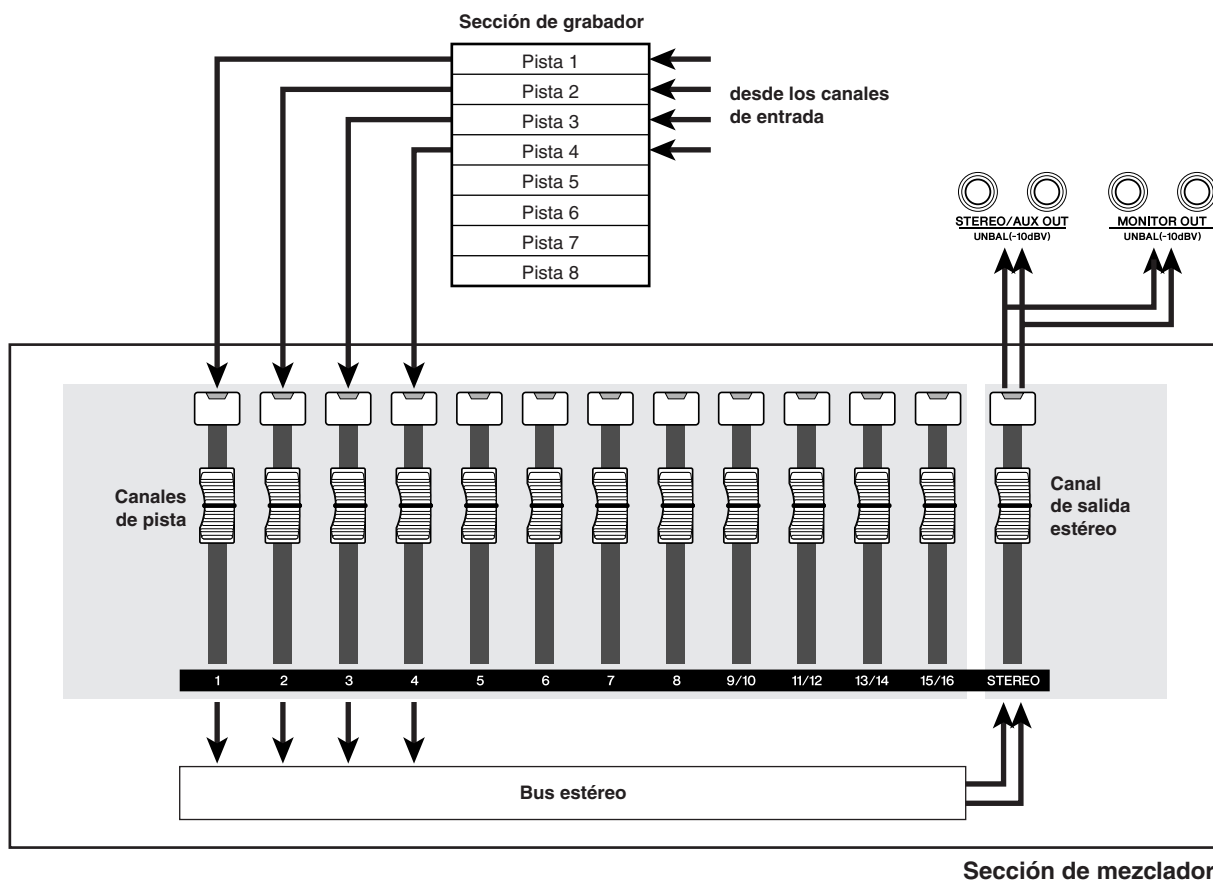 Sección de grabador
Pista 1
Pista 2
Pista 3
Pista 4
Pista 5
Pista 6
Pista 7
Pista 8
desde los canales
de entrada
STEREO/AUX OUT
UNBAL(-10dBV)
MONITOR OUT
UNBAL(-10dBV)
Canales
de pista
Canal
de salida
estéreo
1 2 3 4 5 6 7 8 9/10 11/12 13/14 15/16 STEREO
Bus estéreo
Sección de mezclador